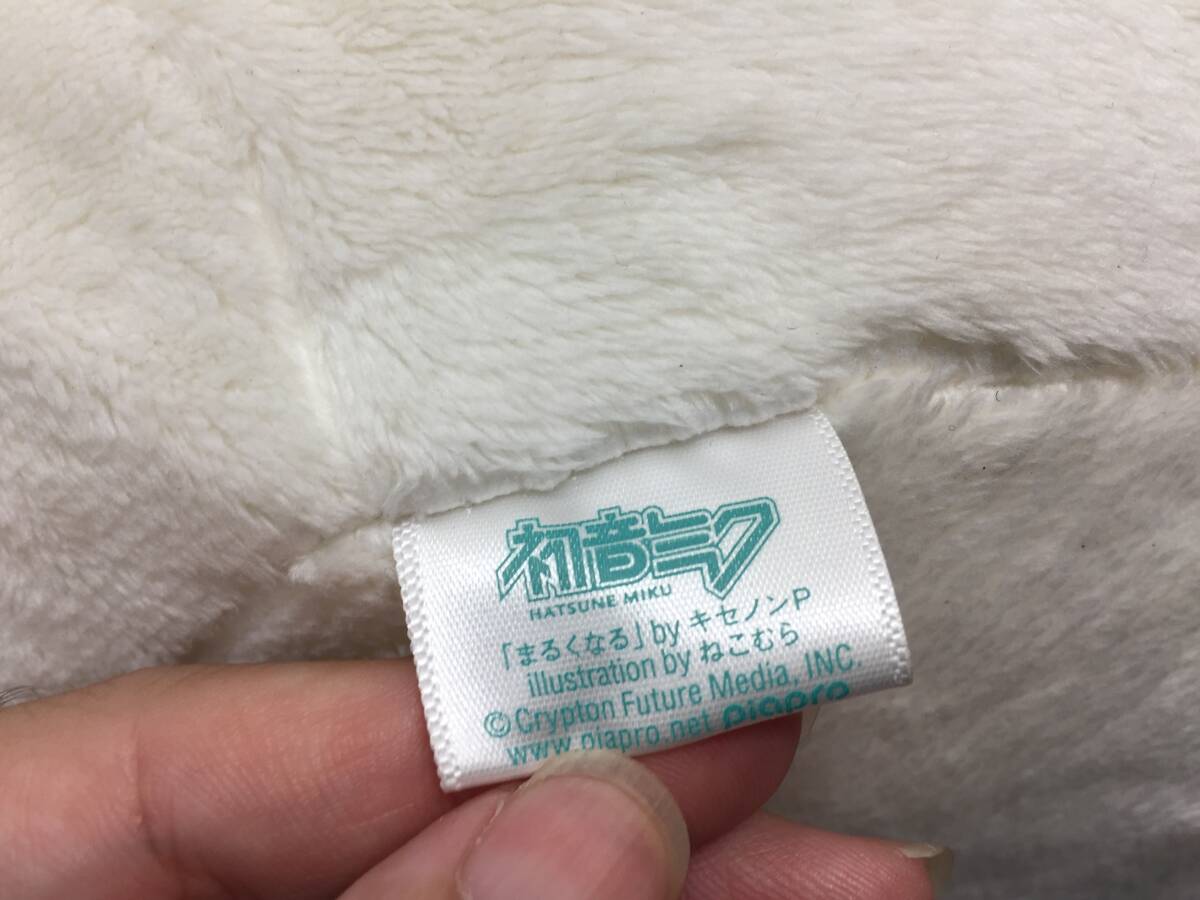 初音ミク
HATSUNE MIKU
「まるくなる」by キセノンP
illustration by ねこむら
©Crypton Future Media, INC.
www.piapro.net piapro